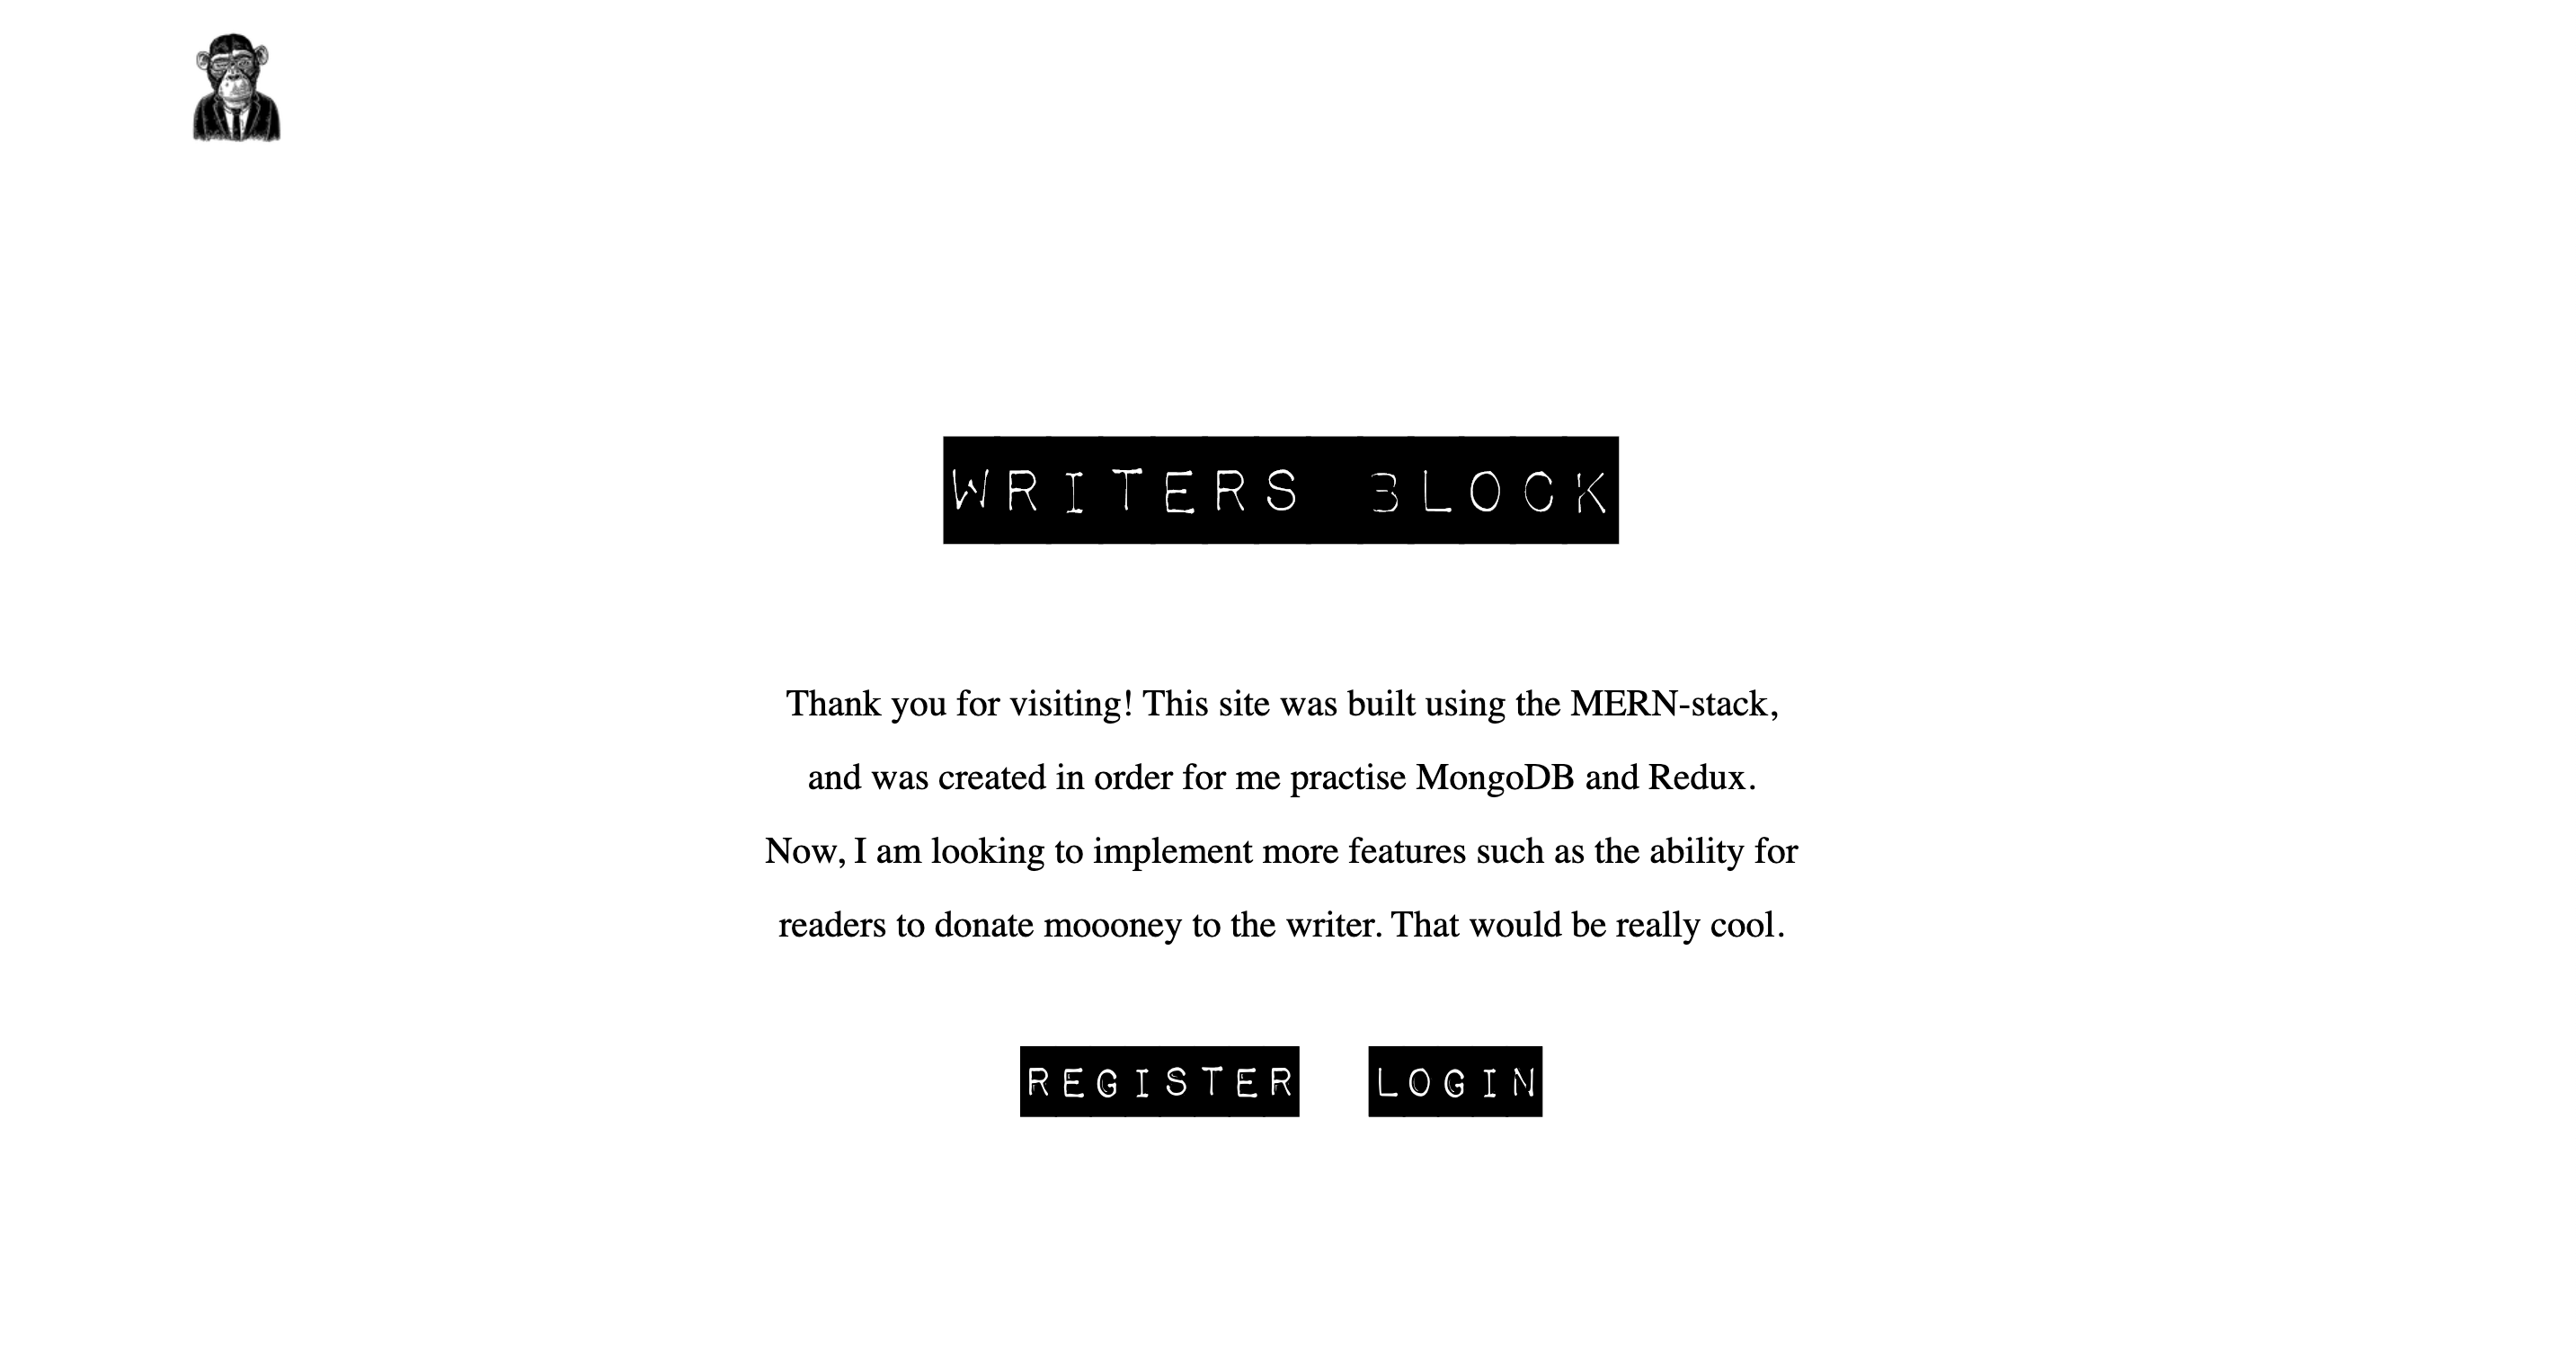 WRITERS BLOCK
Thank you for visiting! This site was built using the MERN-stack,
and was created in order for me practise MongoDB and Redux.
Now, I am looking to implement more features such as the ability for
readers to donate moooney to the writer. That would be really cool.
REGISTER LOGIN